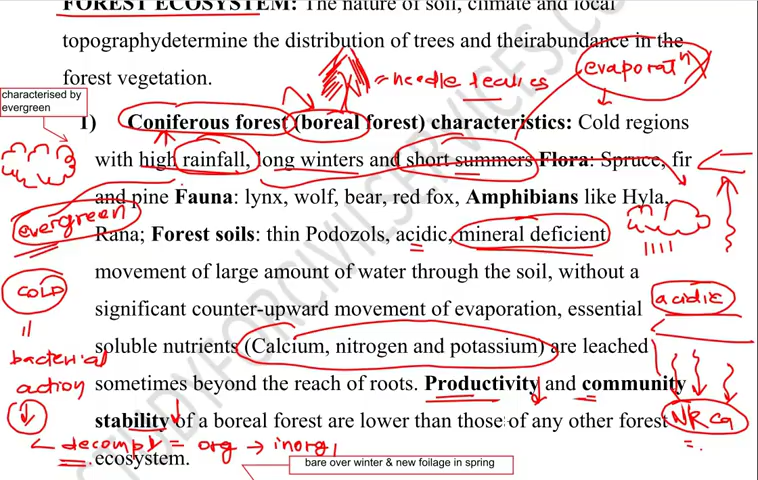 FOREST ECOSYSTEM: The nature of soil, climate and local
topographydetermine the distribution of trees and theirabundance in the
forest vegetation.
= needle leaves
evaporatn
characterised by
evergreen
1) Coniferous forest (boreal forest) characteristics: Cold regions
with high rainfall, long winters and short summers Flora: Spruce, fir
and pine Fauna: lynx, wolf, bear, red fox, Amphibians like Hyla,
evergreen
Rana; Forest soils: thin Podozols, acidic, mineral deficient
movement of large amount of water through the soil, without a
COLD
significant counter-upward movement of evaporation, essential
acidic
soluble nutrients (Calcium, nitrogen and potassium) are leached
bacterial
action
sometimes beyond the reach of roots. Productivity and community
stability of a boreal forest are lower than those of any other forest
decomp = org → inorg
ecosystem.
bare over winter & new foilage in spring
STUDYFORCIVILSERVICES.COM